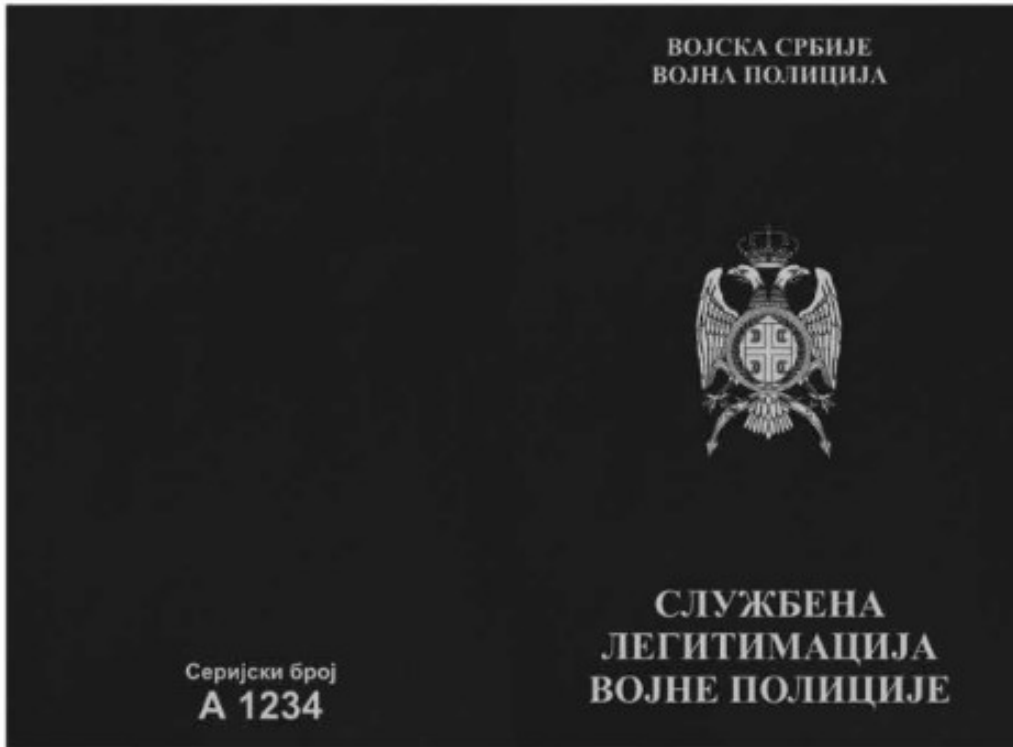 ВОЈСКА СРБИЈЕ
ВОЈНА ПОЛИЦИЈА
СЛУЖБЕНА
ЛЕГИТИМАЦИЈА
ВОЈНЕ ПОЛИЦИЈЕ
Серијски број
А 1234